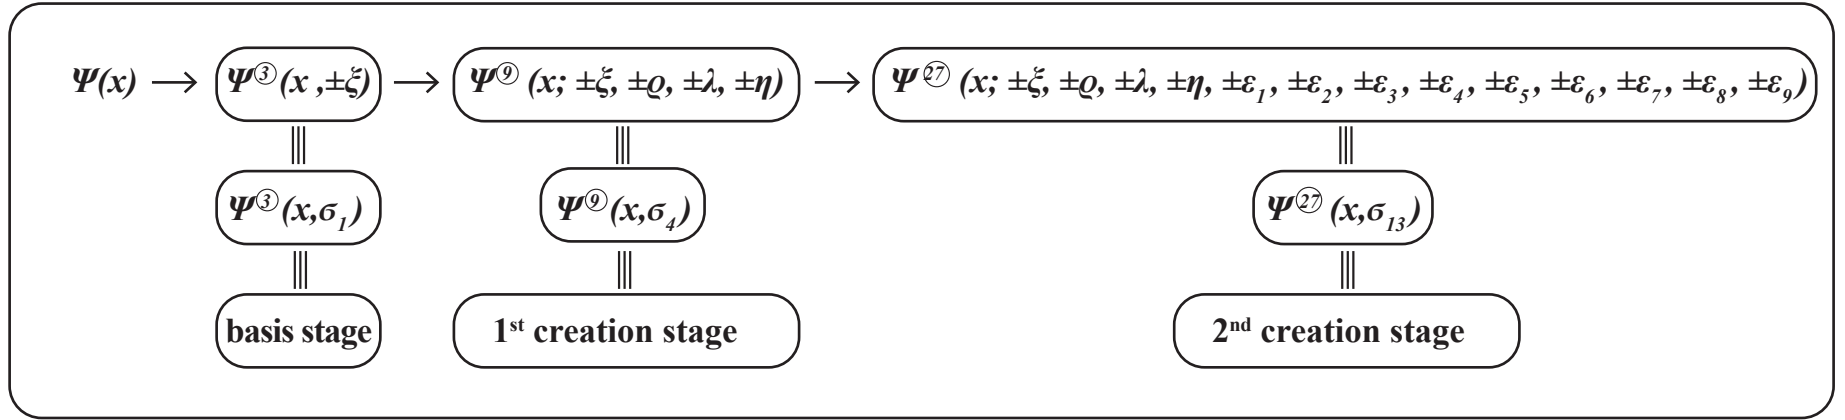 Ψ(x) → Ψ③(x ,±ξ) → Ψ⑨ (x; ±ξ, ±ϱ, ±λ, ±η) → Ψ㉗ (x; ±ξ, ±ϱ, ±λ, ±η, ±ε₁, ±ε₂, ±ε₃, ±ε₄, ±ε₅, ±ε₆, ±ε₇, ±ε₈, ±ε₉)
Ψ③(x,σ₁) Ψ⑨(x,σ₄) Ψ㉗ (x,σ₁₃)
basis stage 1ˢᵗ creation stage 2ⁿᵈ creation stage